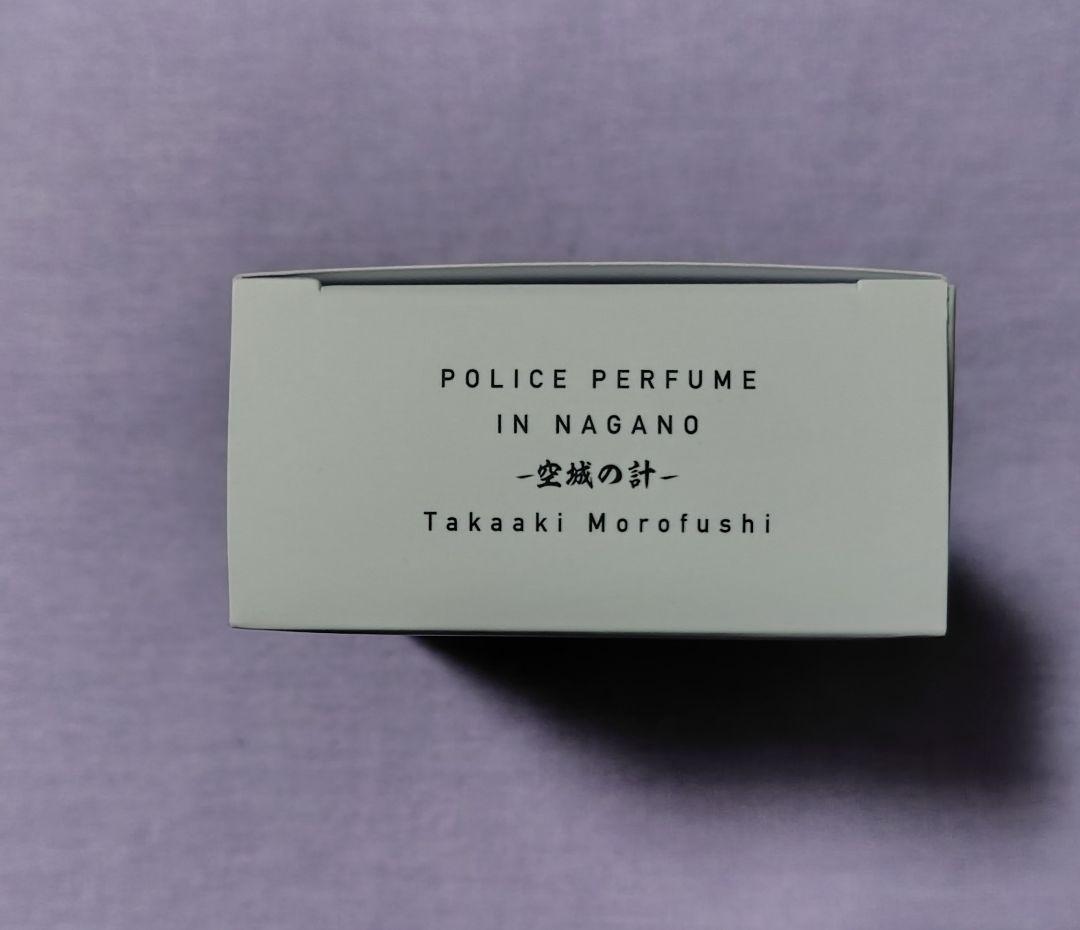 POLICE PERFUME
IN NAGANO
–空城の計–
Takaaki Morofushi